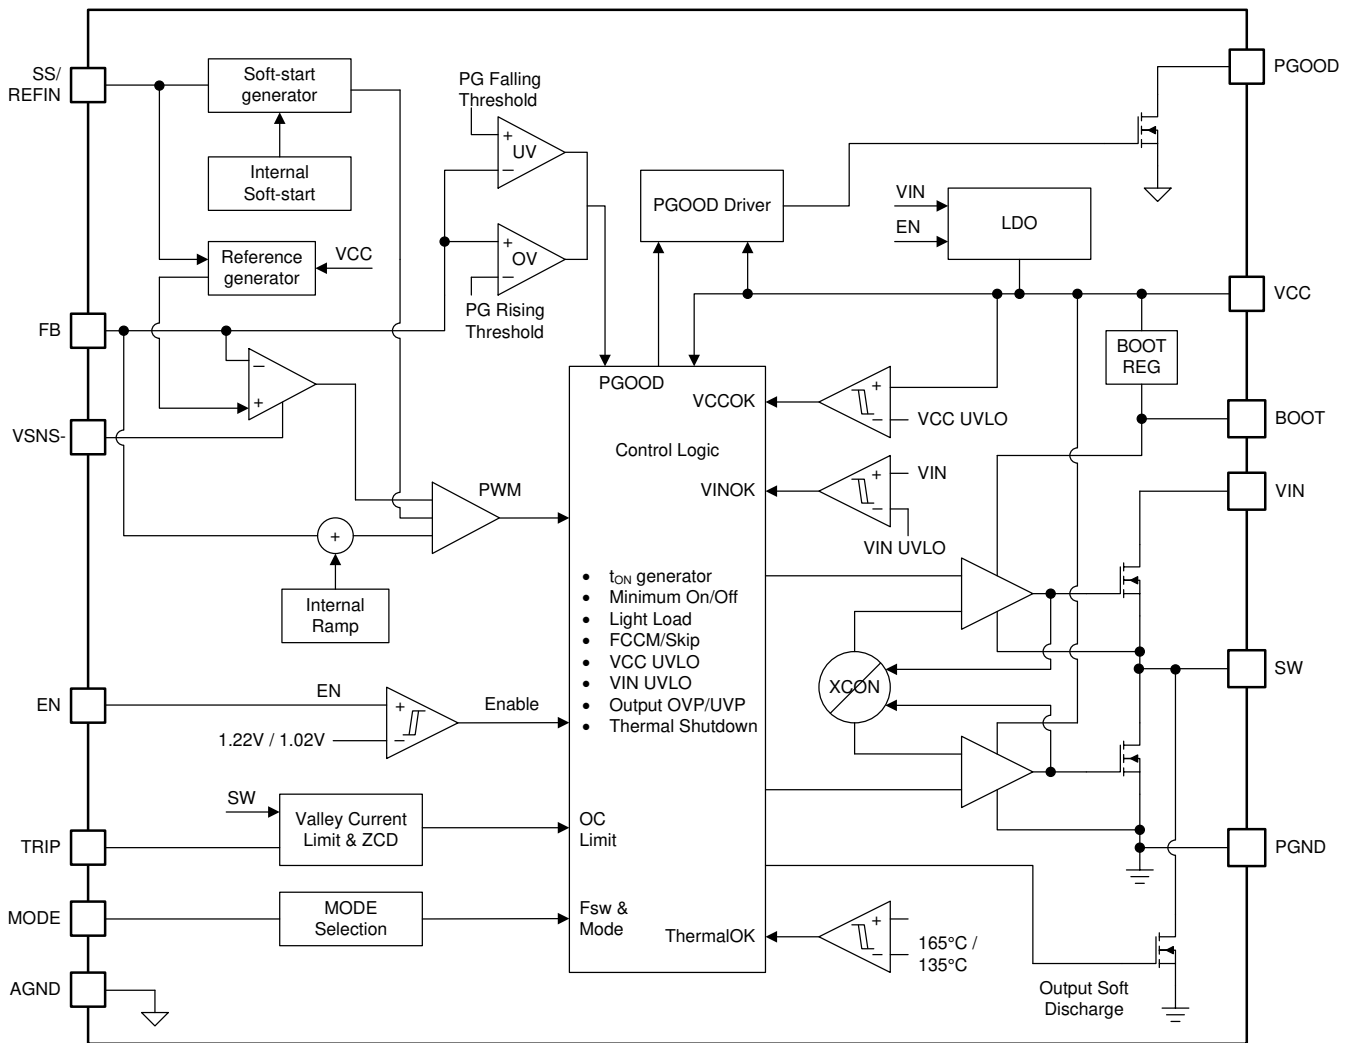 SS/
REFIN
Soft-start
generator
Internal
Soft-start
Reference
generator
VCC
PG Falling
Threshold
+
UV
−
+
OV
−
PG Rising
Threshold
PGOOD Driver
VIN
EN
LDO
PGOOD
VCC
BOOT
REG
BOOT
VIN
FB
−
+
VSNS-
PWM
+
Internal
Ramp
PGOOD
VCCOK
+
−
VCC UVLO
Control Logic
VINOK
+
−
VIN
VIN UVLO
• tON generator
• Minimum On/Off
• Light Load
• FCCM/Skip
• VCC UVLO
• VIN UVLO
• Output OVP/UVP
• Thermal Shutdown
XCON
SW
EN
EN
1.22V / 1.02V
+
−
Enable
SW
TRIP
Valley Current
Limit & ZCD
OC
Limit
PGND
MODE
MODE
Selection
Fsw &
Mode
ThermalOK
+
−
165°C /
135°C
AGND
Output Soft
Discharge